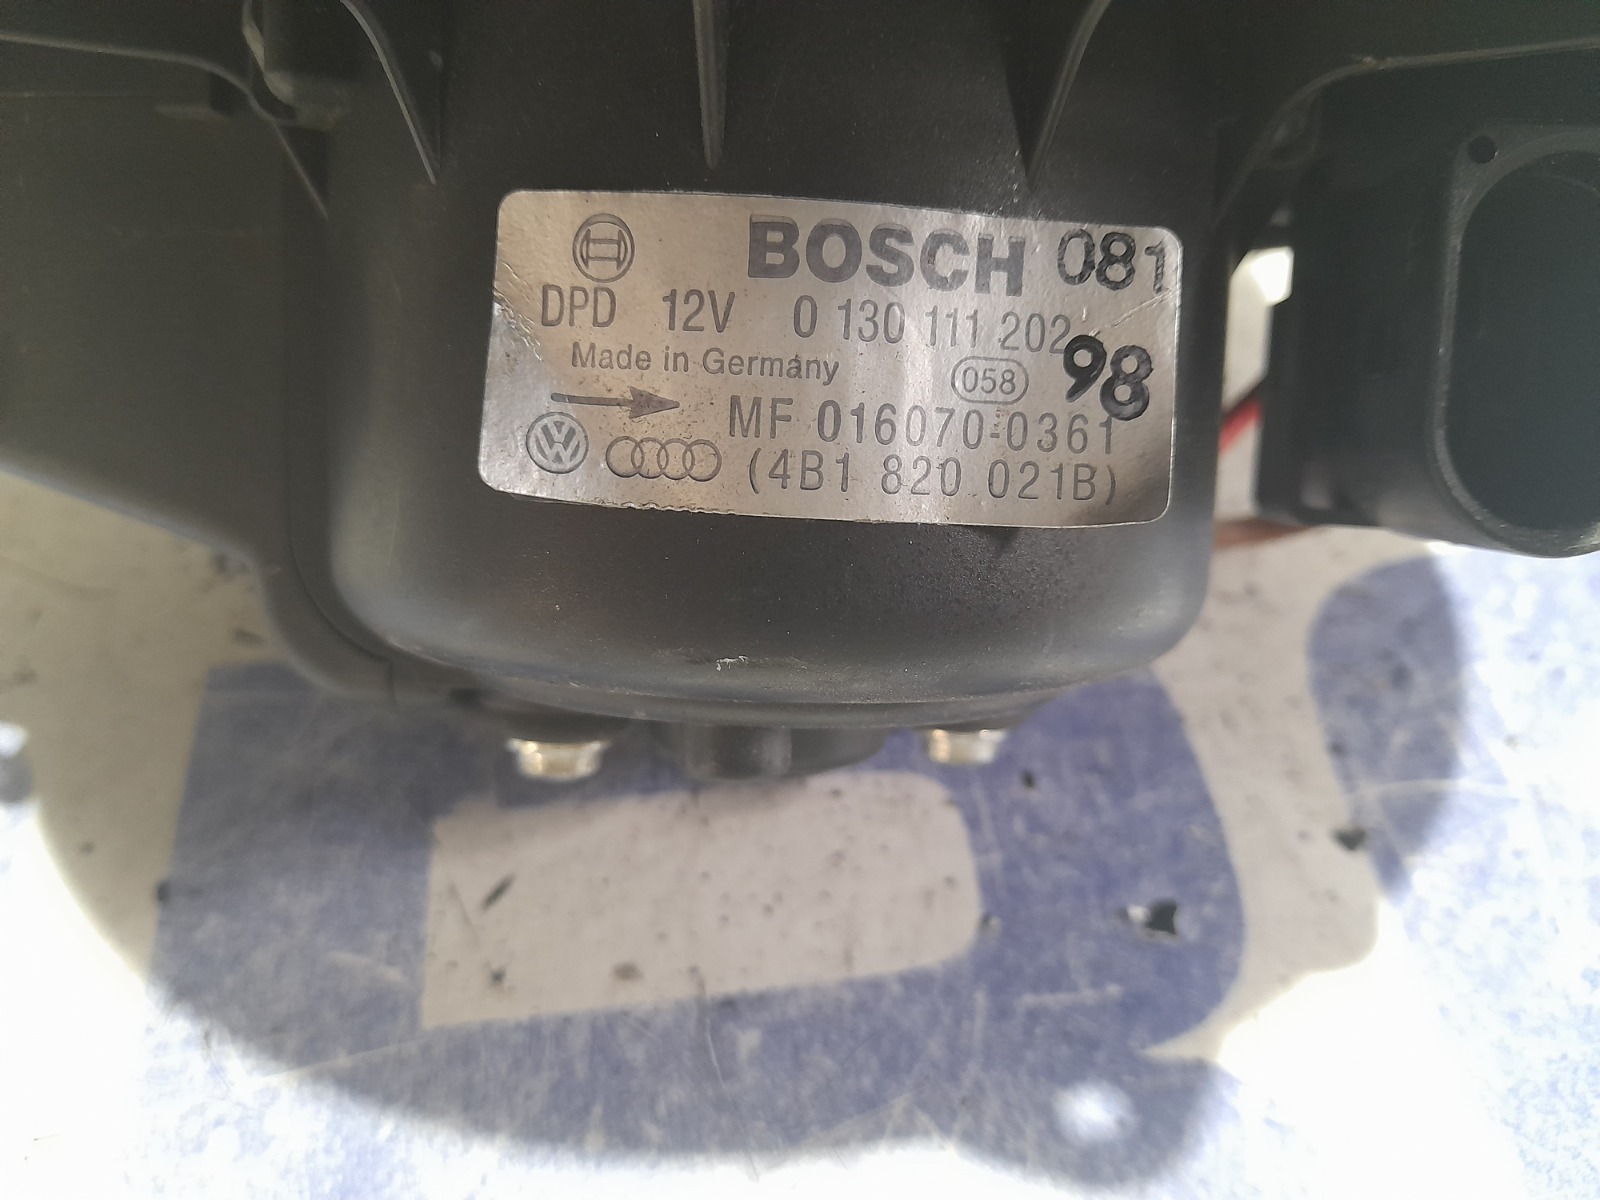 BOSCH 081
DPD 12V 0 130 111 202
Made in Germany 058 98
MF 016070-0361
VW (4B1 820 021B)